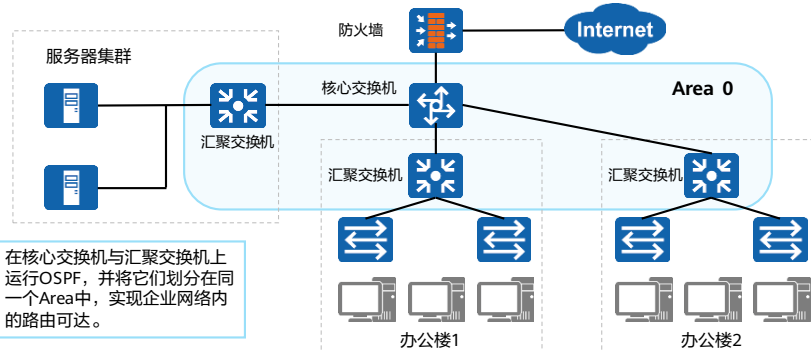 防火墙
Internet
服务器集群
核心交换机
Area 0
汇聚交换机
汇聚交换机
汇聚交换机
在核心交换机与汇聚交换机上
运行OSPF，并将它们划分在同
一个Area中，实现企业网络内
的路由可达。
办公楼1
办公楼2